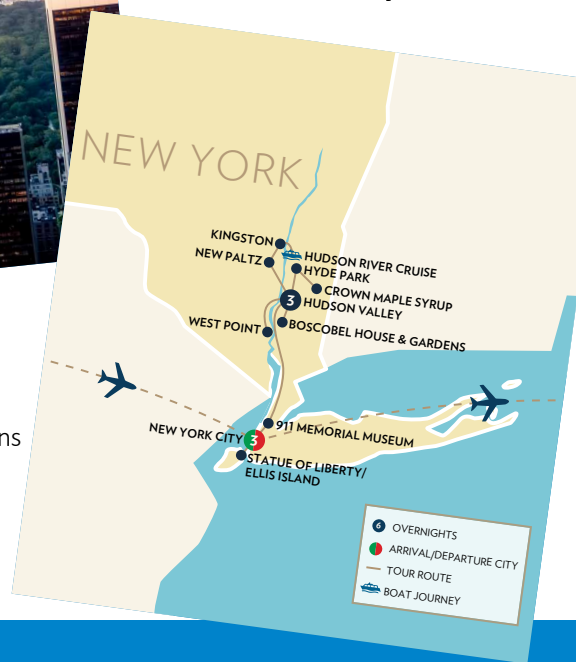 NEW YORK
KINGSTON
NEW PALTZ
HUDSON RIVER CRUISE
HYDE PARK
CROWN MAPLE SYRUP
3
HUDSON VALLEY
WEST POINT
BOSCOBEL HOUSE & GARDENS
911 MEMORIAL MUSEUM
NEW YORK CITY
3
STATUE OF LIBERTY/
ELLIS ISLAND
ns
6 OVERNIGHTS
ARRIVAL/DEPARTURE CITY
TOUR ROUTE
BOAT JOURNEY